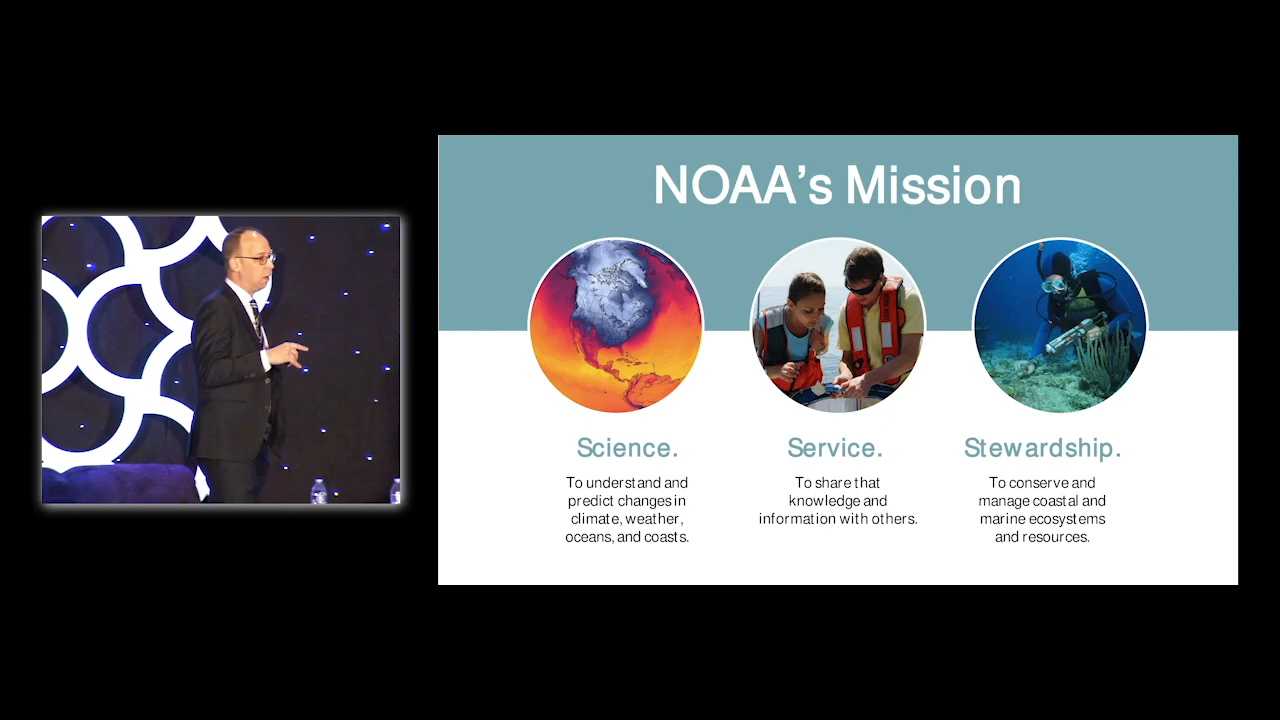 NOAA’s Mission
Science.
To understand and
predict changes in
climate, weather,
oceans, and coasts.
Service.
To share that
knowledge and
information with others.
Stewardship.
To conserve and
manage coastal and
marine ecosystems
and resources.